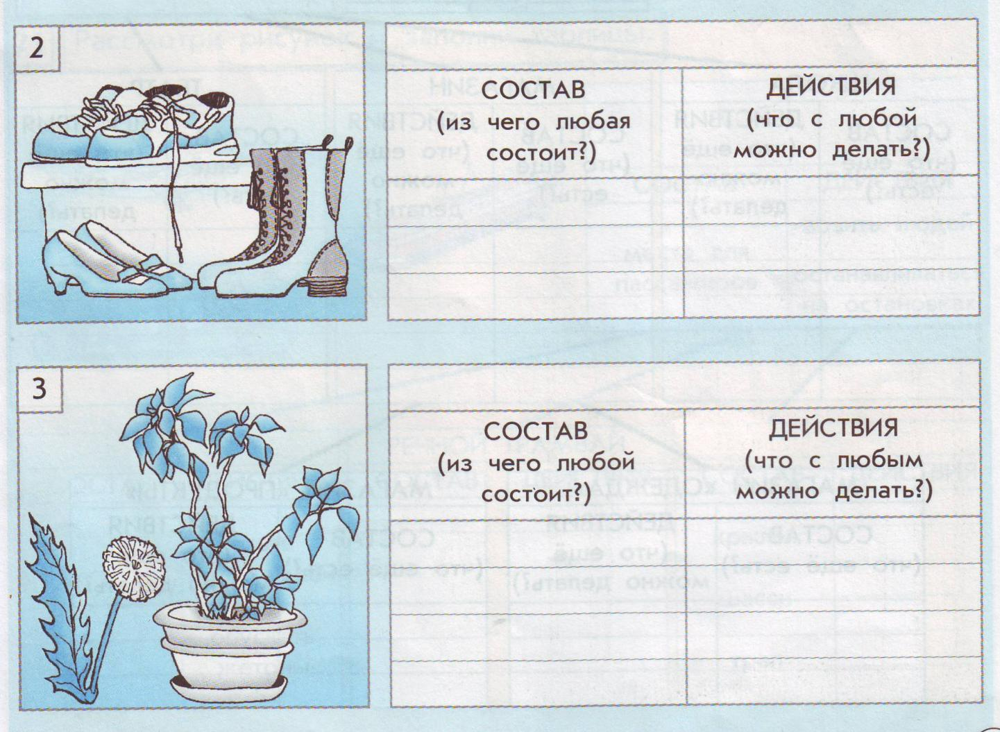 2
СОСТАВ
(из чего любая
состоит?)
ДЕЙСТВИЯ
(что с любой
можно делать?)
3
СОСТАВ
(из чего любой
состоит?)
ДЕЙСТВИЯ
(что с любым
можно делать?)